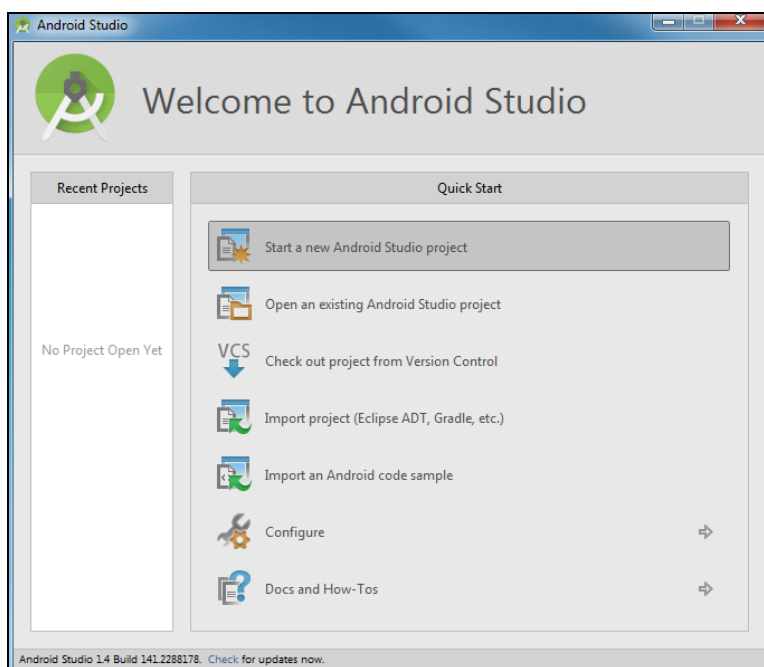 Android Studio
Welcome to Android Studio
Recent Projects
No Project Open Yet
Quick Start
Start a new Android Studio project
Open an existing Android Studio project
VCS
Check out project from Version Control
Import project (Eclipse ADT, Gradle, etc.)
Import an Android code sample
Configure
Docs and How-Tos
Android Studio 1.4 Build 141.2288178. Check for updates now.